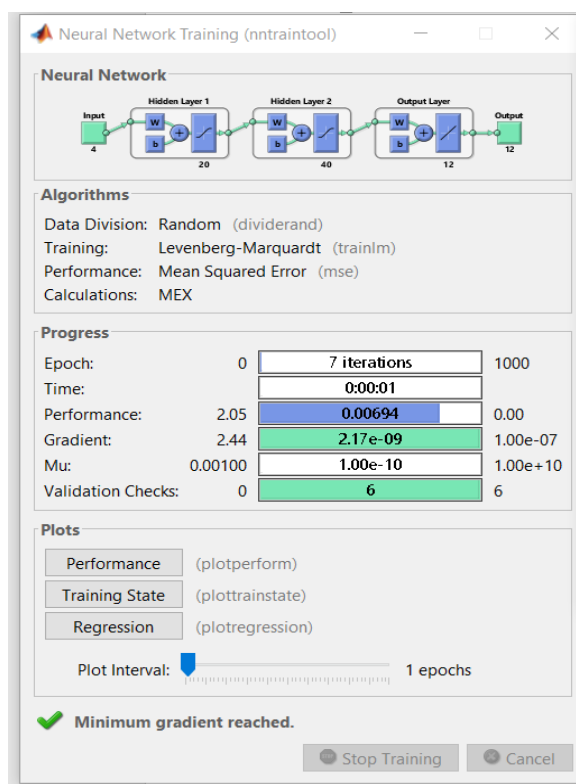 Neural Network Training (nntraintool)
Neural Network
Hidden Layer 1 Hidden Layer 2 Output Layer
Input Output
W W W
b b b
4 20 40 12 12
Algorithms
Data Division: Random (dividerand)
Training: Levenberg-Marquardt (trainlm)
Performance: Mean Squared Error (mse)
Calculations: MEX
Progress
Epoch: 0 7 iterations 1000
Time: 0:00:01
Performance: 2.05 0.00694 0.00
Gradient: 2.44 2.17e-09 1.00e-07
Mu: 0.00100 1.00e-10 1.00e+10
Validation Checks: 0 6 6
Plots
Performance (plotperform)
Training State (plottrainstate)
Regression (plotregression)
Plot Interval: 1 epochs
Minimum gradient reached.
Stop Training Cancel